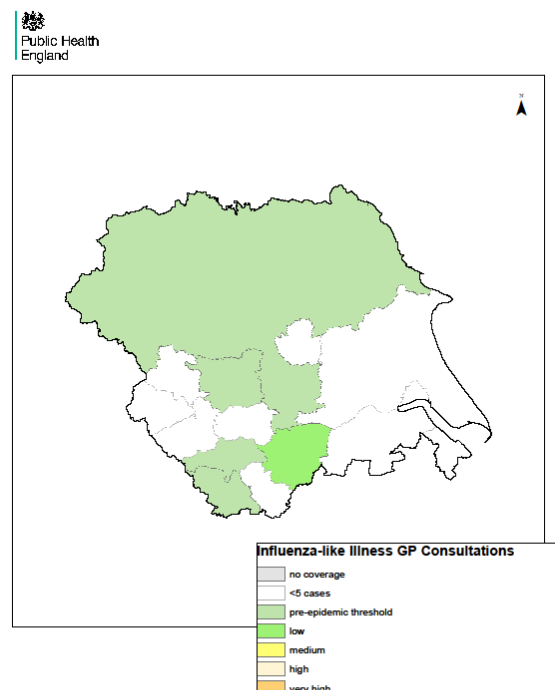 Public Health
England
N
Influenza-like Illness GP Consultations
no coverage
<5 cases
pre-epidemic threshold
low
medium
high
very high